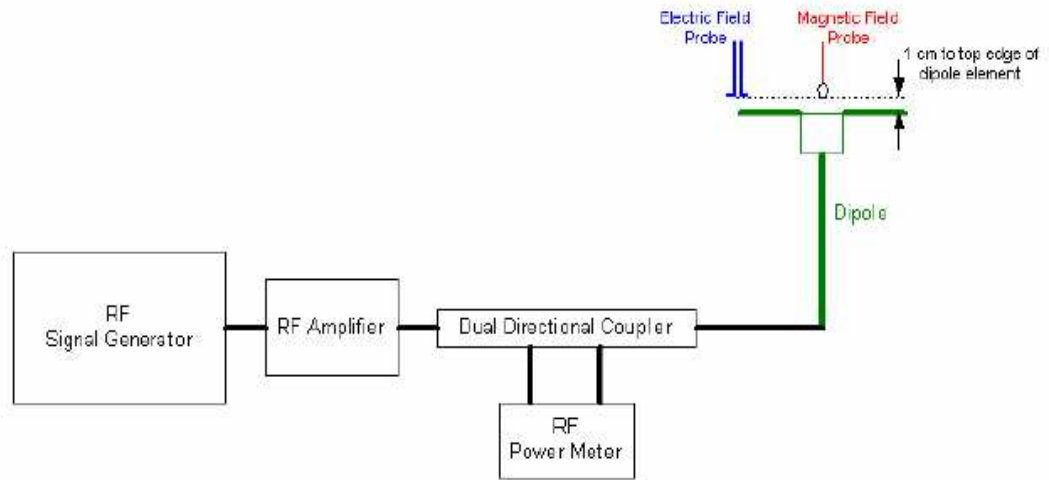 Electric Field
Probe
Magnetic Field
Probe
1 cm to top edge of
dipole element
Dipole
RF
Signal Generator
RF Amplifier
Dual Directional Coupler
RF
Power Meter